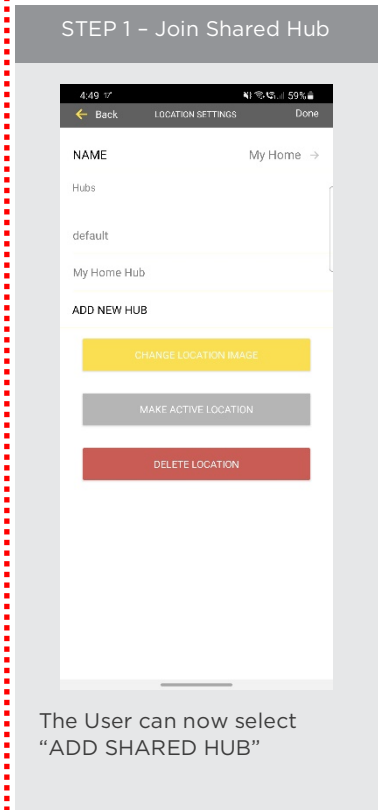 STEP 1 – Join Shared Hub
4:49 59%
Back LOCATION SETTINGS Done
NAME My Home →
Hubs
default
My Home Hub
ADD NEW HUB
CHANGE LOCATION IMAGE
MAKE ACTIVE LOCATION
DELETE LOCATION
The User can now select
“ADD SHARED HUB”